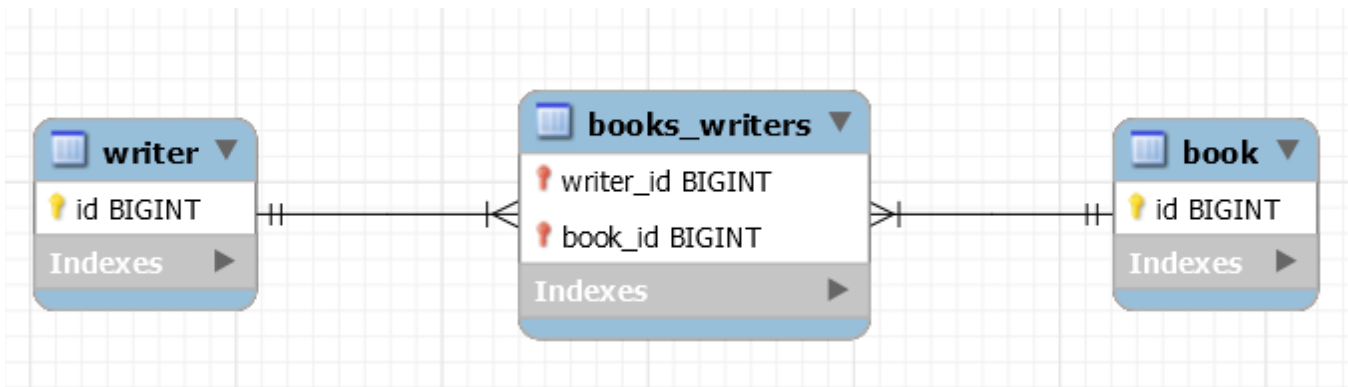 writer
id BIGINT
Indexes
books_writers
writer_id BIGINT
book_id BIGINT
Indexes
book
id BIGINT
Indexes